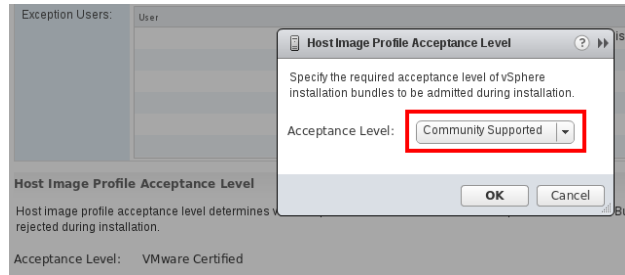 Exception Users:
User
is
Host Image Profile Acceptance Level
?
Specify the required acceptance level of vSphere
installation bundles to be admitted during installation.
Acceptance Level:
Community Supported
OK
Cancel
Host Image Profile Acceptance Level
Host image profile acceptance level determines
rejected during installation.
Acceptance Level: VMware Certified